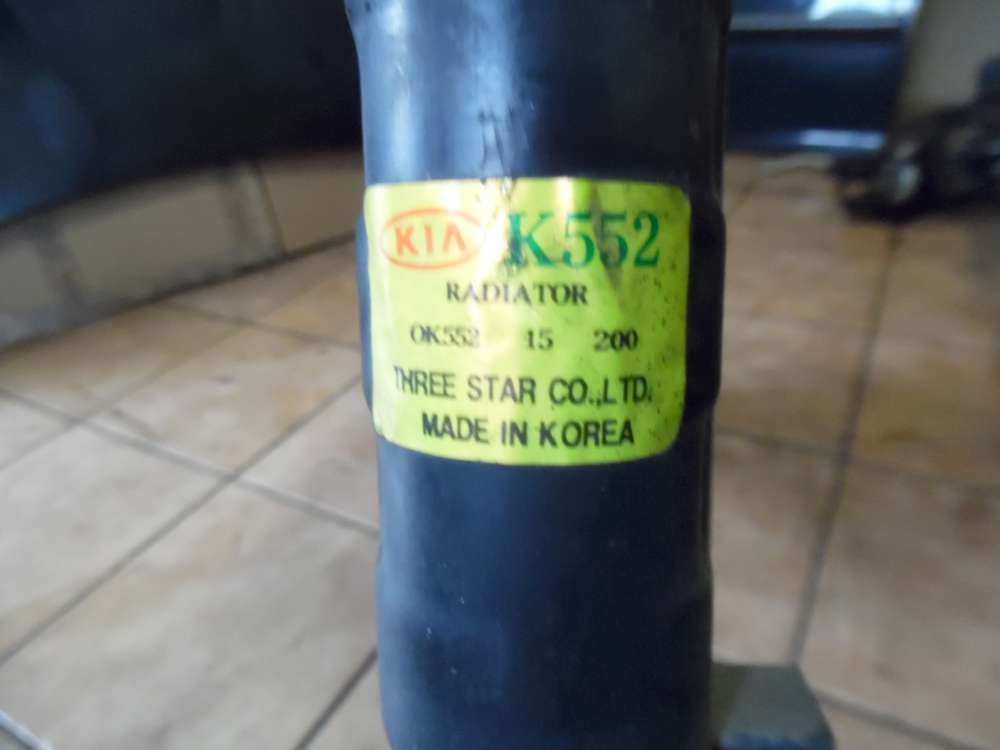 KIA K552
RADIATOR
OK552 15 200
THREE STAR CO.,LTD.
MADE IN KOREA